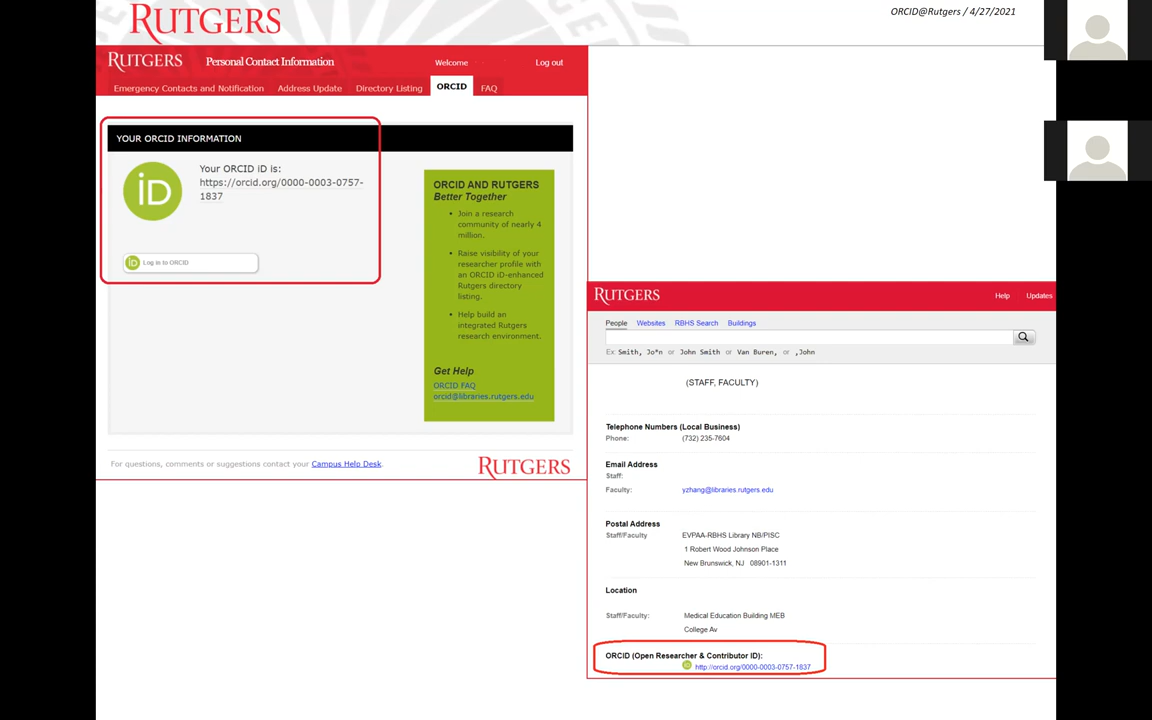 RUTGERS
ORCID@Rutgers / 4/27/2021
RUTGERS Personal Contact Information Welcome Log out
Emergency Contacts and Notification Address Update Directory Listing ORCID FAQ
YOUR ORCID INFORMATION
iD
Your ORCID iD is:
https://orcid.org/0000-0003-0757-
1837
iD Log in to ORCID
ORCID AND RUTGERS
Better Together
• Join a research
community of nearly 4
million.
• Raise visibility of your
researcher profile with
an ORCID iD-enhanced
Rutgers directory
listing.
• Help build an
integrated Rutgers
research environment.
Get Help
ORCID FAQ
orcid@libraries.rutgers.edu
For questions, comments or suggestions contact your Campus Help Desk.
RUTGERS
RUTGERS Help Updates
People Websites RBHS Search Buildings
Ex: Smith, Jo*n or John Smith or Van Buren, or ,John
(STAFF, FACULTY)
Telephone Numbers (Local Business)
Phone: (732) 235-7604
Email Address
Staff:
Faculty: yzhang@libraries.rutgers.edu
Postal Address
Staff/Faculty EVPAA-RBHS Library NB/PISC
1 Robert Wood Johnson Place
New Brunswick, NJ 08901-1311
Location
Staff/Faculty: Medical Education Building MEB
College Av
ORCID (Open Researcher & Contributor ID):
iD http://orcid.org/0000-0003-0757-1837